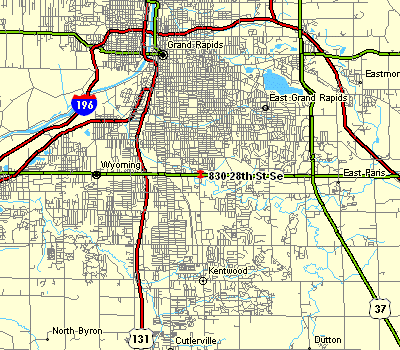 Grand Rapids
Eastmon
East Grand Rapids
196
Wyoming
830 28th St Se
East Paris
Kentwood
37
131
North Byron
Cutlerville
Dutton